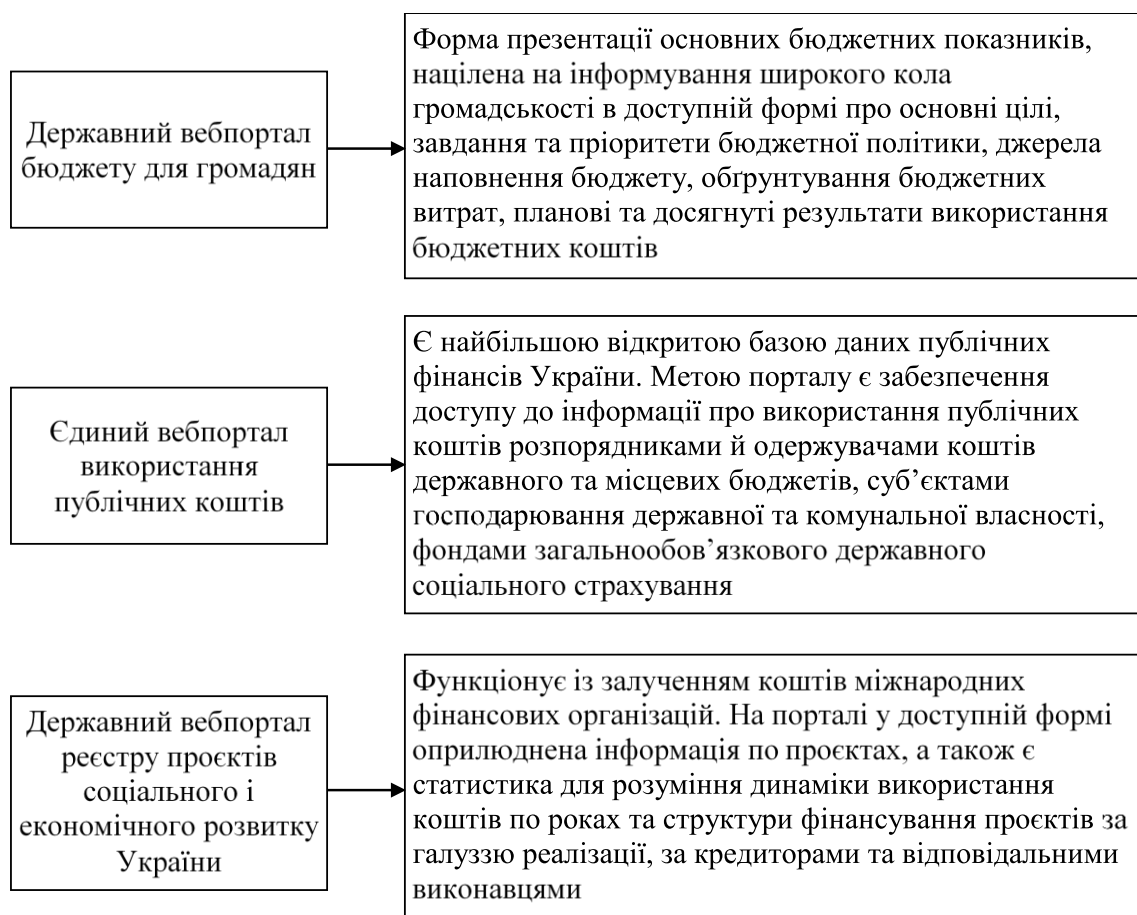 Державний вебпортал
бюджету для громадян
Форма презентації основних бюджетних показників,
націлена на інформування широкого кола
громадськості в доступній формі про основні цілі,
завдання та пріоритети бюджетної політики, джерела
наповнення бюджету, обґрунтування бюджетних
витрат, планові та досягнуті результати використання
бюджетних коштів
Єдиний вебпортал
використання
публічних коштів
Є найбільшою відкритою базою даних публічних
фінансів України. Метою порталу є забезпечення
доступу до інформації про використання публічних
коштів розпорядниками й одержувачами коштів
державного та місцевих бюджетів, суб’єктами
господарювання державної та комунальної власності,
фондами загальнообов’язкового державного
соціального страхування
Державний вебпортал
реєстру проєктів
соціального і
економічного розвитку
України
Функціонує із залученням коштів міжнародних
фінансових організацій. На порталі у доступній формі
оприлюднена інформація по проєктах, а також є
статистика для розуміння динаміки використання
коштів по роках та структури фінансування проєктів за
галуззю реалізації, за кредиторами та відповідальними
виконавцями